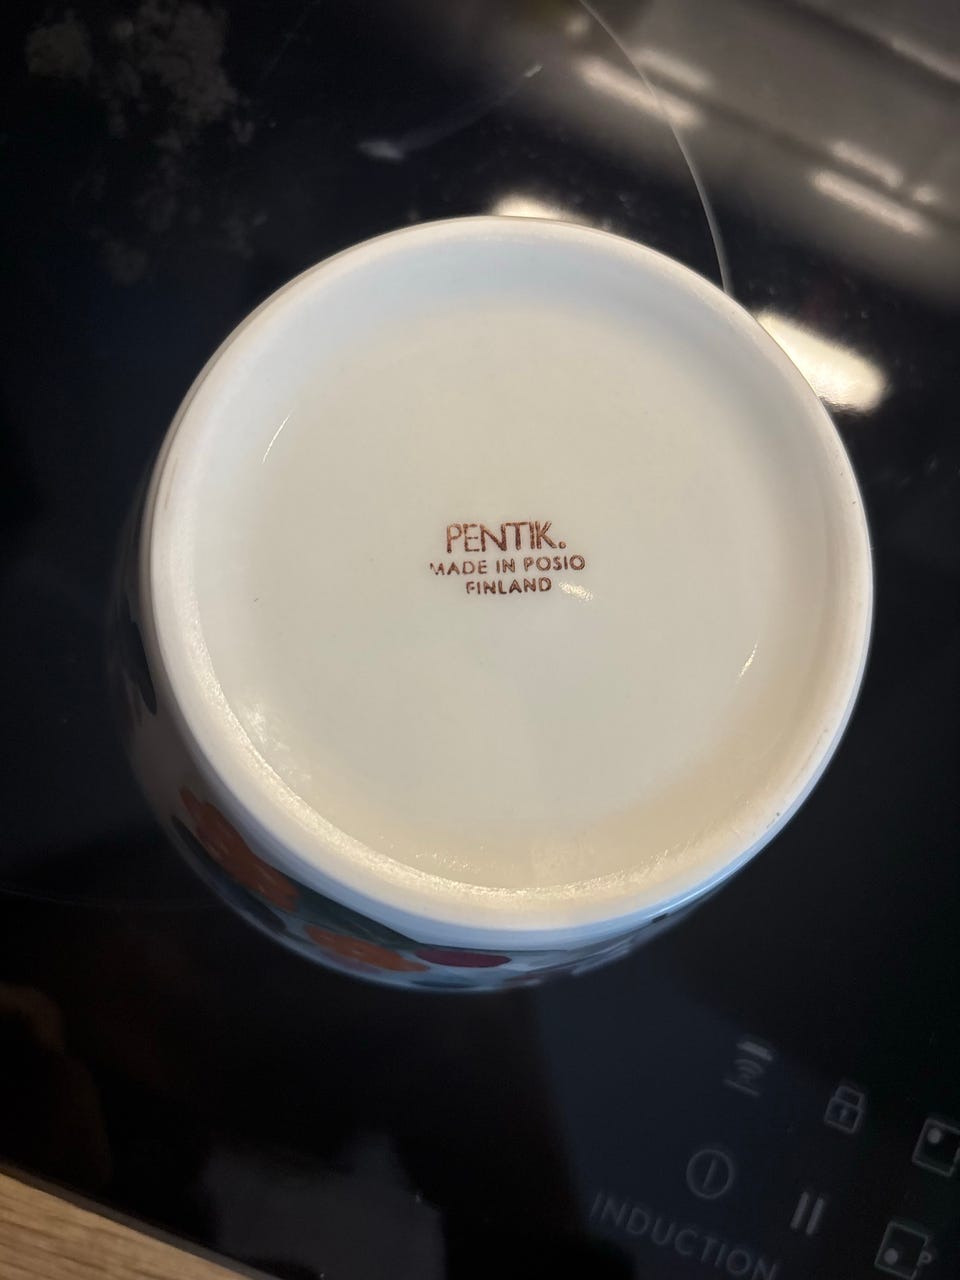 PENTIK.
MADE IN POSIO
FINLAND
INDUCTION